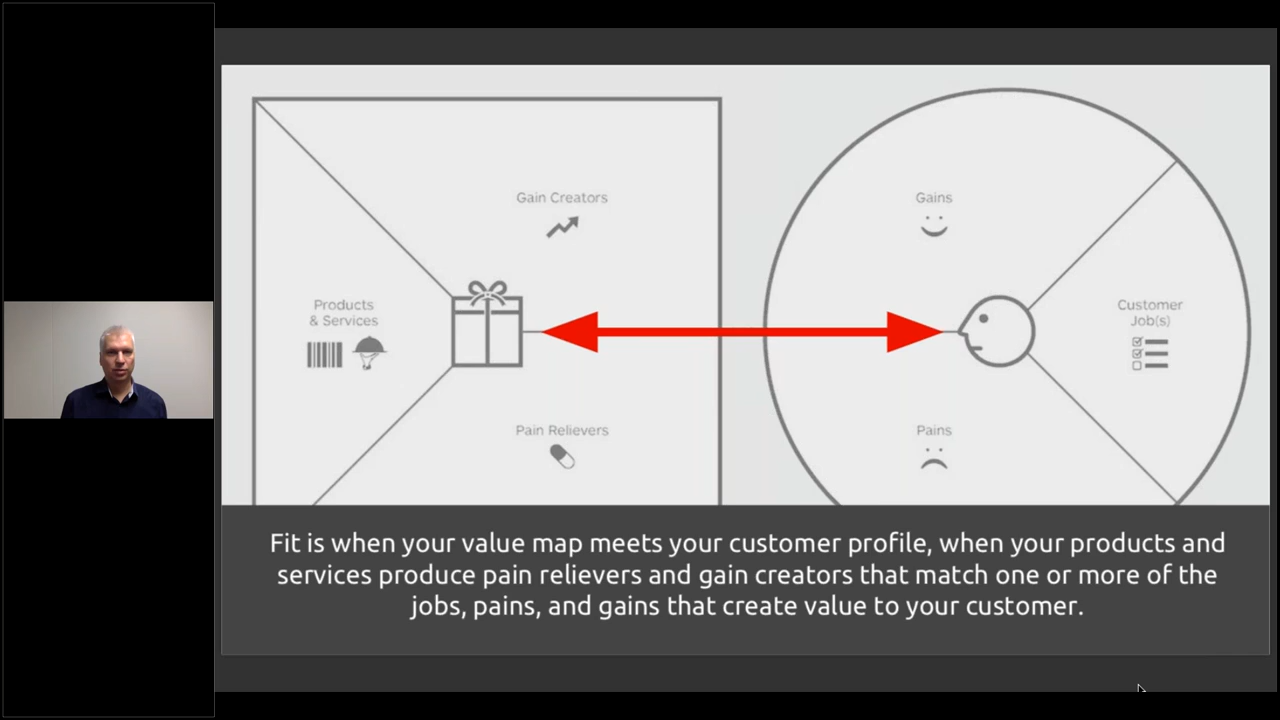 Gain Creators
Gains
Products
& Services
Customer
Job(s)
Pain Relievers
Pains
Fit is when your value map meets your customer profile, when your products and
services produce pain relievers and gain creators that match one or more of the
jobs, pains, and gains that create value to your customer.